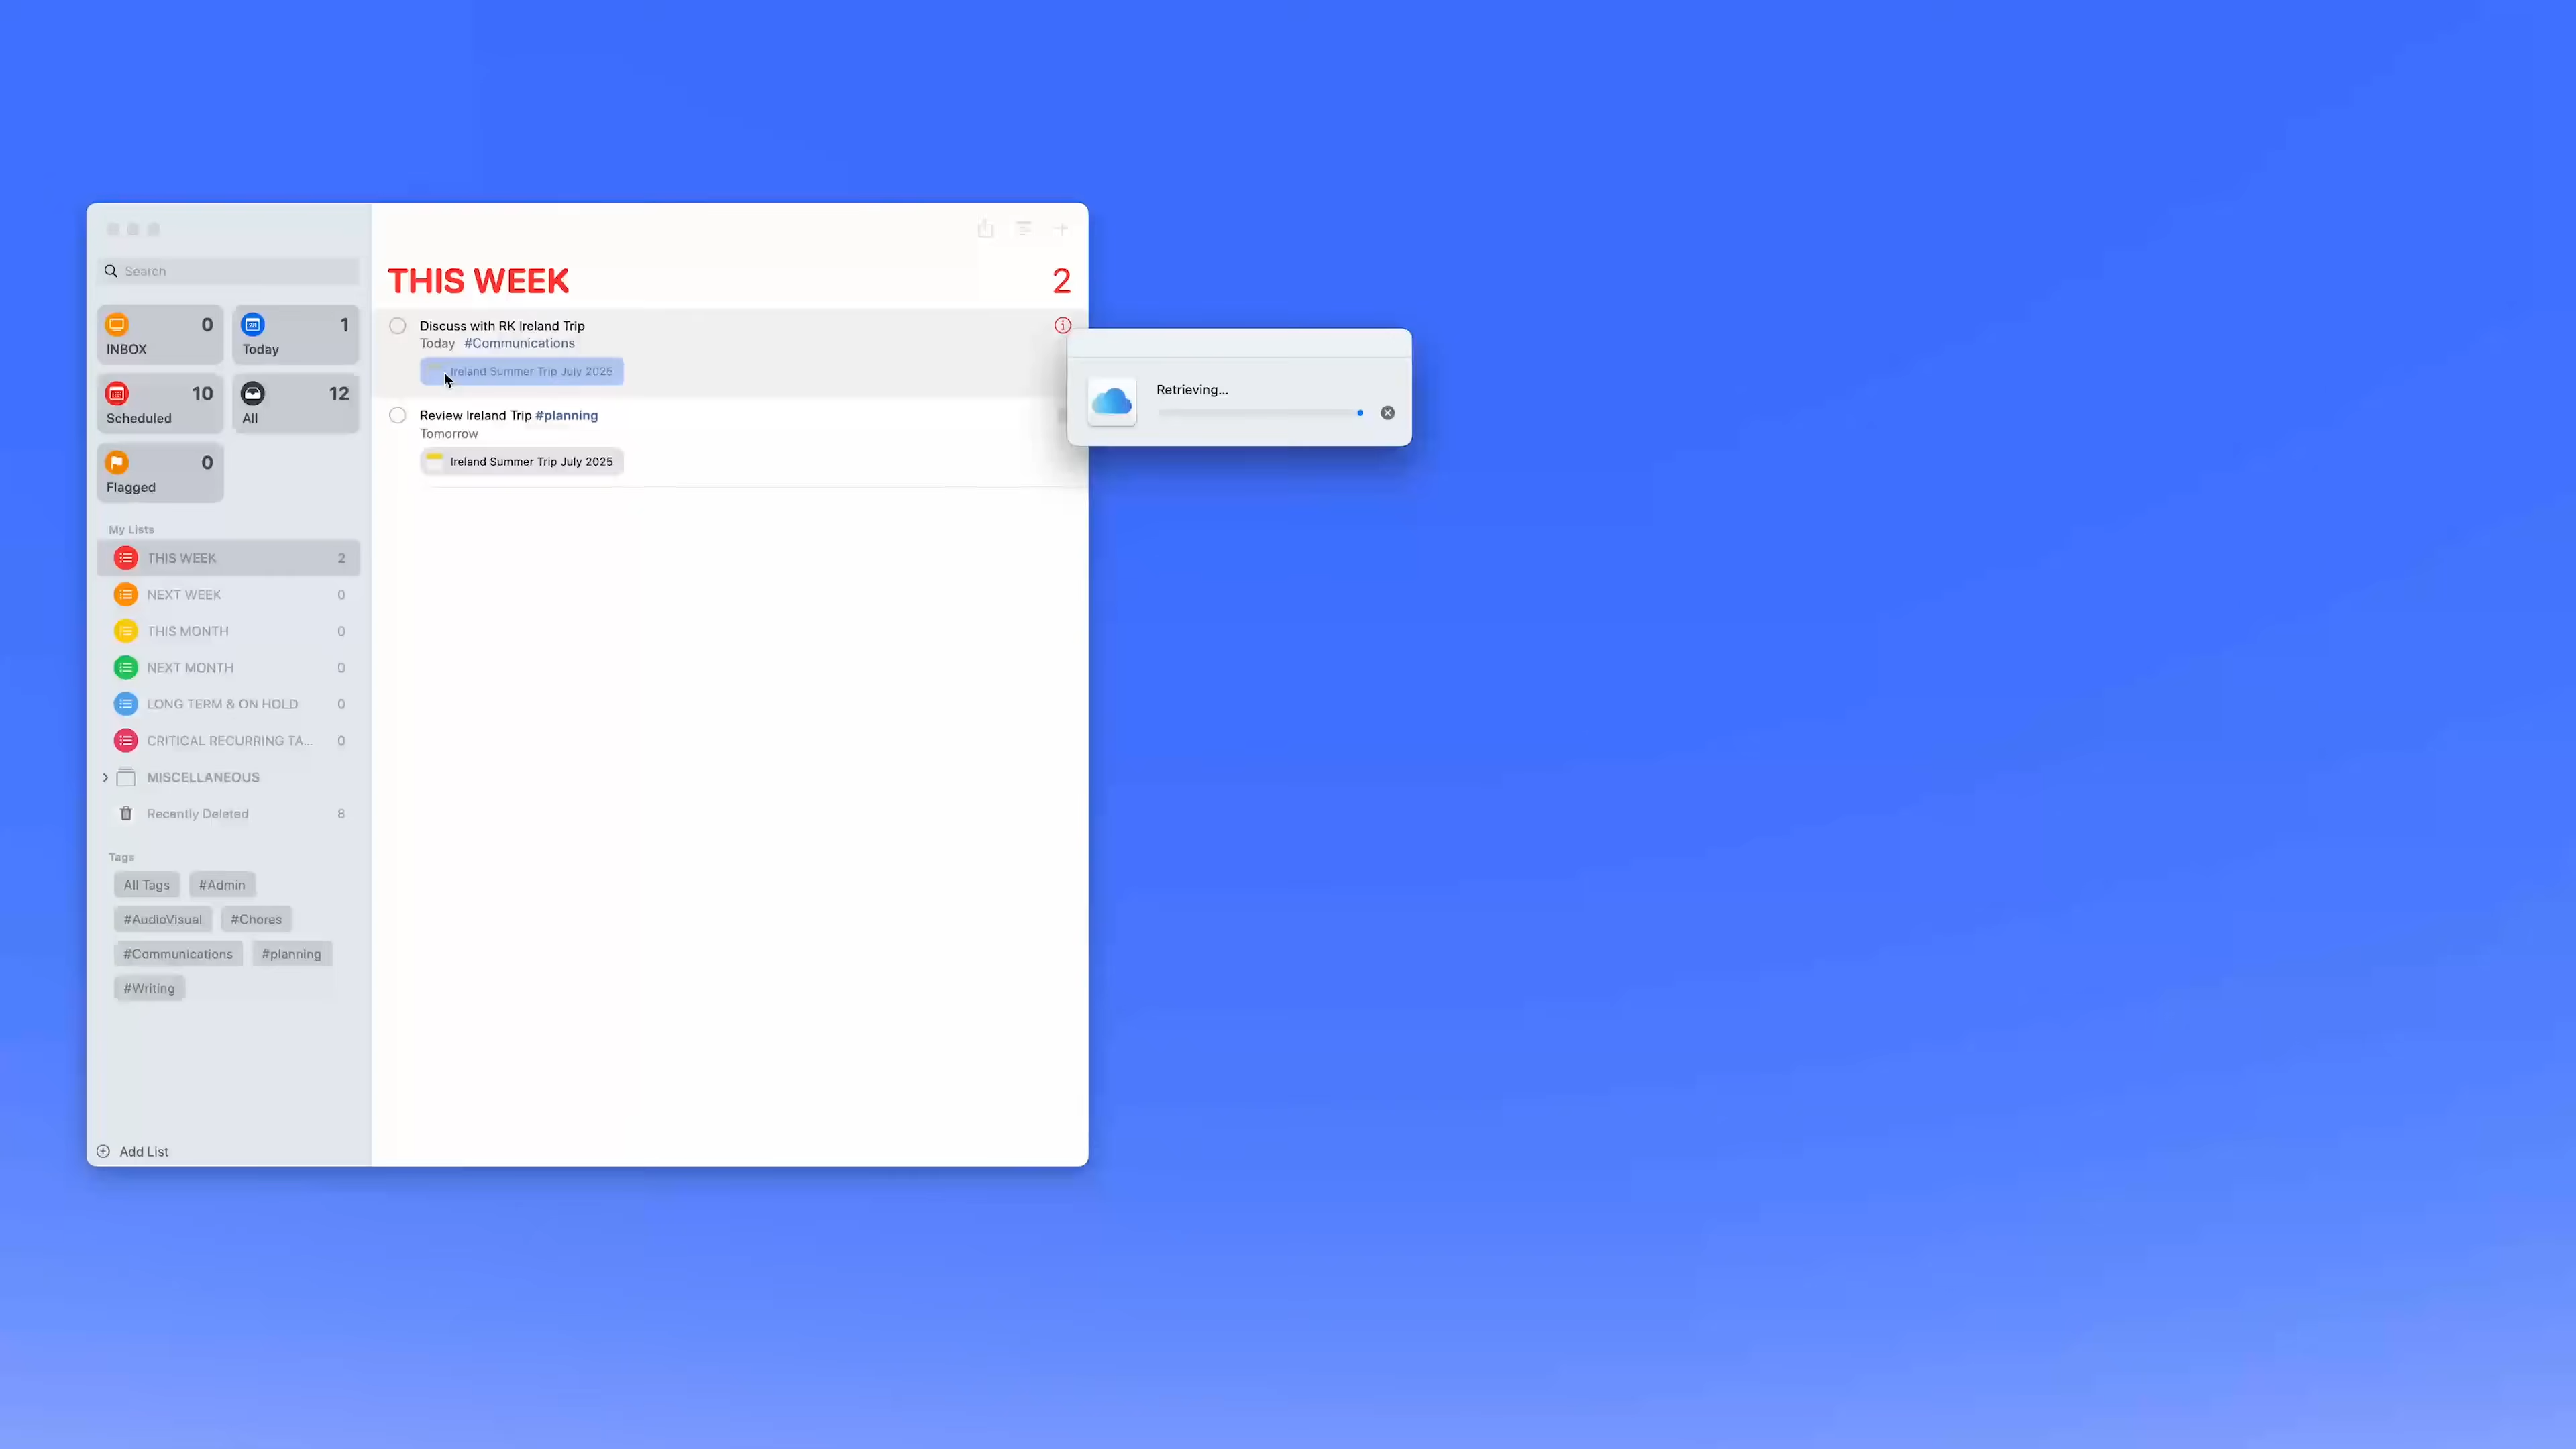 Search
0
INBOX
1
Today
10
Scheduled
12
All
0
Flagged
My Lists
THIS WEEK 2
NEXT WEEK 0
THIS MONTH 0
NEXT MONTH 0
LONG TERM & ON HOLD 0
CRITICAL RECURRING TA... 0
MISCELLANEOUS
Recently Deleted 8
Tags
All Tags #Admin
#AudioVisual #Chores
#Communications #planning
#Writing
Add List
THIS WEEK 2
Discuss with RK Ireland Trip
Today #Communications
Ireland Summer Trip July 2025
Review Ireland Trip #planning
Tomorrow
Ireland Summer Trip July 2025
Retrieving...